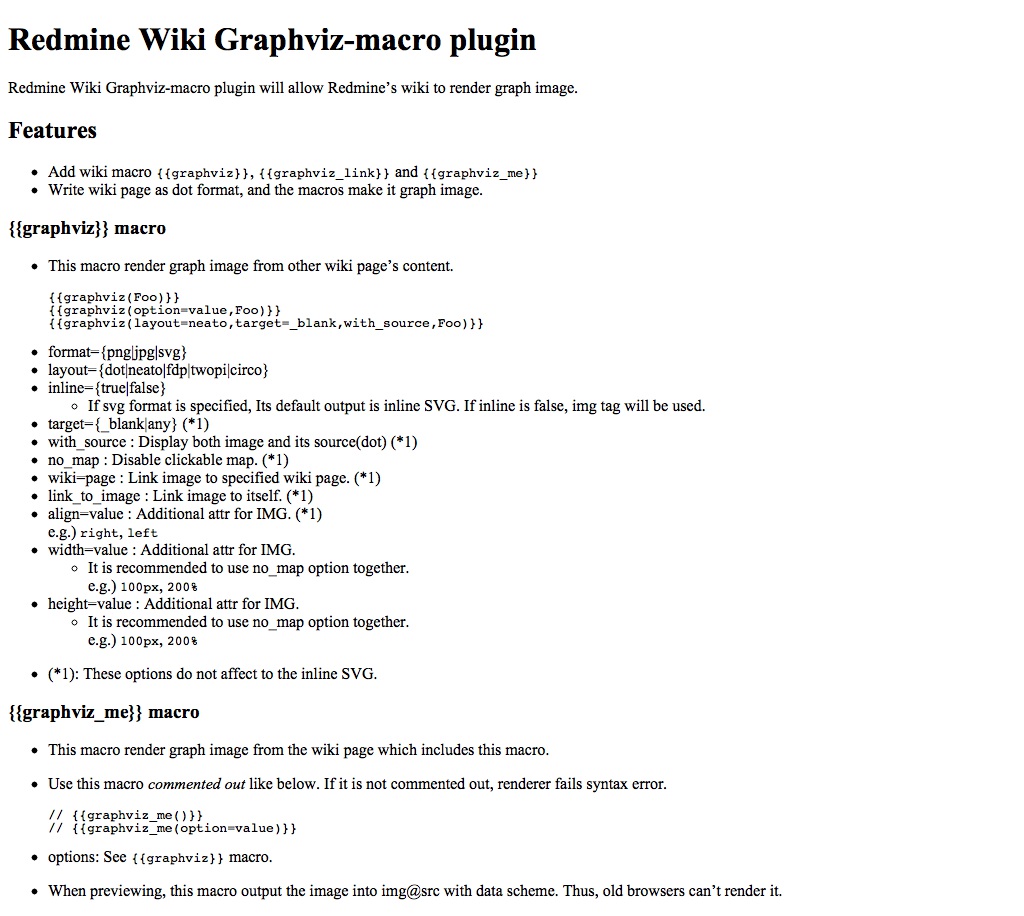 Redmine Wiki Graphviz-macro plugin
Redmine Wiki Graphviz-macro plugin will allow Redmine’s wiki to render graph image.
Features
• Add wiki macro {{graphviz}}, {{graphviz_link}} and {{graphviz_me}}
• Write wiki page as dot format, and the macros make it graph image.
{{graphviz}} macro
• This macro render graph image from other wiki page’s content.
{{graphviz(Foo)}}
{{graphviz(option=value,Foo)}}
{{graphviz(layout=neato,target=_blank,with_source,Foo)}}
• format={png|jpg|svg}
• layout={dot|neato|fdp|twopi|circo}
• inline={true|false}
◦ If svg format is specified, Its default output is inline SVG. If inline is false, img tag will be used.
• target={_blank|any} (*1)
• with_source : Display both image and its source(dot) (*1)
• no_map : Disable clickable map. (*1)
• wiki=page : Link image to specified wiki page. (*1)
• link_to_image : Link image to itself. (*1)
• align=value : Additional attr for IMG. (*1)
e.g.) right, left
• width=value : Additional attr for IMG.
◦ It is recommended to use no_map option together.
e.g.) 100px, 200%
• height=value : Additional attr for IMG.
◦ It is recommended to use no_map option together.
e.g.) 100px, 200%
• (*1): These options do not affect to the inline SVG.
{{graphviz_me}} macro
• This macro render graph image from the wiki page which includes this macro.
• Use this macro commented out like below. If it is not commented out, renderer fails syntax error.
// {{graphviz_me()}}
// {{graphviz_me(option=value)}}
• options: See {{graphviz}} macro.
• When previewing, this macro output the image into img@src with data scheme. Thus, old browsers can’t render it.